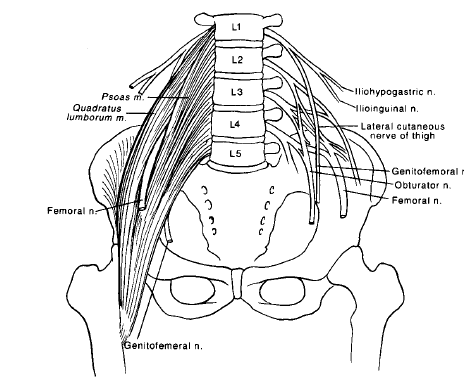 L1
L2
L3
L4
L5
Psoas m.
Quadratus
lumborum m.
Femoral n.
Genitofemeral n.
Iliohypogastric n.
Ilioinguinal n.
Lateral cutaneous
nerve of thigh
Genitofemoral r
Obturator n.
Femoral n.